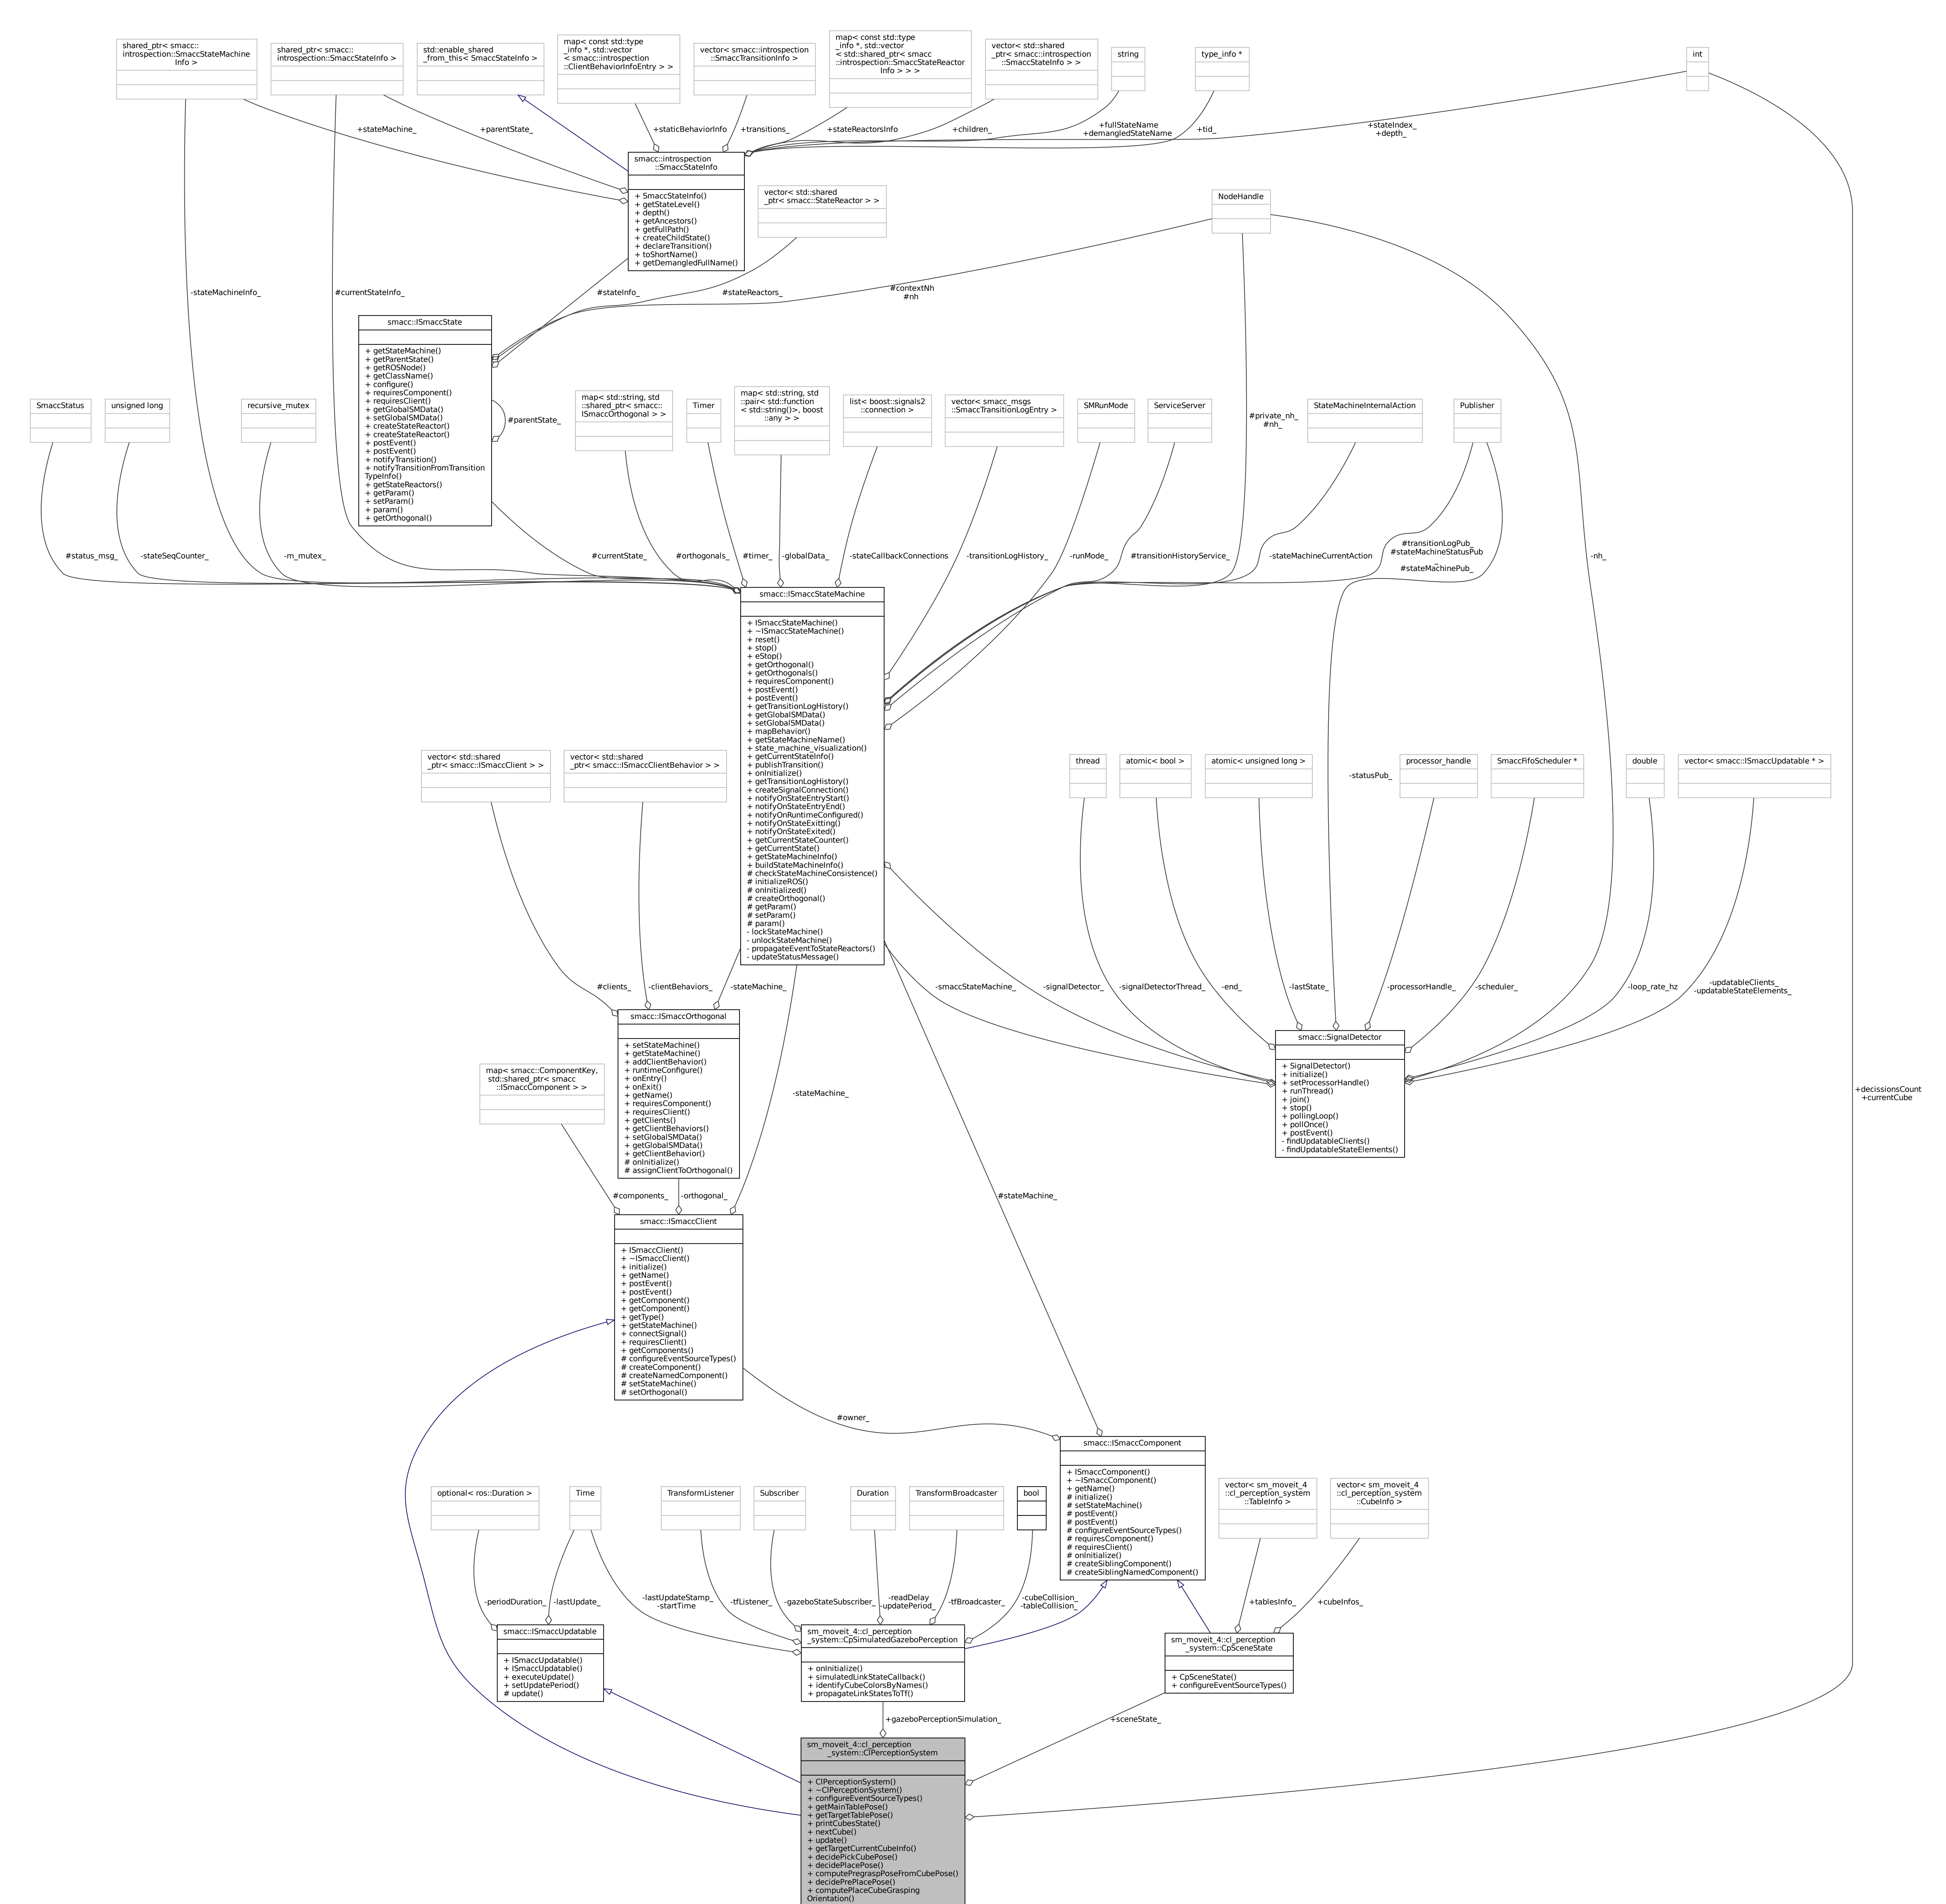 shared_ptr< smacc::
introspection::SmaccStateMachine
Info >
shared_ptr< smacc::
introspection::SmaccStateInfo >
std::enable_shared
_from_this< SmaccStateInfo >
map< const std::type
_info *, std::vector
< smacc::introspection
::ClientBehaviorInfoEntry > >
vector< smacc::introspection
::SmaccTransitionInfo >
map< const std::type
_info *, std::vector
< std::shared_ptr< smacc
::introspection::SmaccStateReactor
Info > > >
vector< std::shared
_ptr< smacc::introspection
::SmaccStateInfo > >
string
type_info *
int
+stateMachine_
+parentState_
+staticBehaviorInfo
+transitions_
+stateReactorsInfo
+children_
+fullStateName
+demangledStateName
+tid_
+stateIndex_
+depth_
smacc::introspection
::SmaccStateInfo
+ SmaccStateInfo()
+ getStateLevel()
+ depth()
+ getAncestors()
+ getFullPath()
+ createChildState()
+ declareTransition()
+ toShortName()
+ getDemangledFullName()
vector< std::shared
_ptr< smacc::StateReactor > >
NodeHandle
-stateMachineInfo_
#currentStateInfo_
#stateInfo_
#stateReactors_
#contextNh
#nh
smacc::ISmaccState
+ getStateMachine()
+ getParentState()
+ getROSNode()
+ getClassName()
+ configure()
+ requiresComponent()
+ requiresClient()
+ getGlobalSMData()
+ setGlobalSMData()
+ createStateReactor()
+ createStateReactor()
+ postEvent()
+ postEvent()
+ notifyTransition()
+ notifyTransitionFromTransition
TypeInfo()
+ getStateReactors()
+ getParam()
+ setParam()
+ param()
+ getOrthogonal()
#parentState_
SmaccStatus
unsigned long
recursive_mutex
map< std::string, std
::shared_ptr< smacc::
ISmaccOrthogonal > >
Timer
map< std::string, std
::pair< std::function
< std::string()>, boost
::any > >
list< boost::signals2
::connection >
vector< smacc_msgs
::SmaccTransitionLogEntry >
SMRunMode
ServiceServer
#private_nh_
#nh_
StateMachineInternalAction
Publisher
#status_msg_
-stateSeqCounter_
-m_mutex_
#currentState_
#orthogonals_
#timer_
-globalData_
-stateCallbackConnections
-transitionLogHistory_
-runMode_
#transitionHistoryService_
-stateMachineCurrentAction
#transitionLogPub_
#stateMachineStatusPub
_
#stateMachinePub_
-nh_
smacc::ISmaccStateMachine
+ ISmaccStateMachine()
+ ~ISmaccStateMachine()
+ reset()
+ stop()
+ eStop()
+ getOrthogonal()
+ getOrthogonals()
+ requiresComponent()
+ postEvent()
+ postEvent()
+ getTransitionLogHistory()
+ getGlobalSMData()
+ setGlobalSMData()
+ mapBehavior()
+ getStateMachineName()
+ state_machine_visualization()
+ getCurrentStateInfo()
+ publishTransition()
+ onInitialize()
+ getTransitionLogHistory()
+ createSignalConnection()
+ notifyOnStateEntryStart()
+ notifyOnStateEntryEnd()
+ notifyOnRuntimeConfigured()
+ notifyOnStateExitting()
+ notifyOnStateExited()
+ getCurrentStateCounter()
+ getCurrentState()
+ getStateMachineInfo()
+ buildStateMachineInfo()
# checkStateMachineConsistence()
# initializeROS()
# onInitialized()
# createOrthogonal()
# getParam()
# setParam()
# param()
- lockStateMachine()
- unlockStateMachine()
- propagateEventToStateReactors()
- updateStatusMessage()
vector< std::shared
_ptr< smacc::ISmaccClient > >
vector< std::shared
_ptr< smacc::ISmaccClientBehavior > >
thread
atomic< bool >
atomic< unsigned long >
-statusPub_
processor_handle
SmaccFifoScheduler *
double
vector< smacc::ISmaccUpdatable * >
#clients_
-clientBehaviors_
-stateMachine_
-smaccStateMachine_
-signalDetector_
-signalDetectorThread_
-end_
-lastState_
-processorHandle_
-scheduler_
-loop_rate_hz
-updatableClients_
-updatableStateElements_
smacc::ISmaccOrthogonal
+ setStateMachine()
+ getStateMachine()
+ addClientBehavior()
+ runtimeConfigure()
+ onEntry()
+ onExit()
+ getName()
+ requiresComponent()
+ requiresClient()
+ getClients()
+ getClientBehaviors()
+ setGlobalSMData()
+ getGlobalSMData()
+ getClientBehavior()
# onInitialize()
# assignClientToOrthogonal()
smacc::SignalDetector
+ SignalDetector()
+ initialize()
+ setProcessorHandle()
+ runThread()
+ join()
+ stop()
+ pollingLoop()
+ pollOnce()
+ postEvent()
- findUpdatableClients()
- findUpdatableStateElements()
map< smacc::ComponentKey,
std::shared_ptr< smacc
::ISmaccComponent > >
-stateMachine_
+decissionsCount
+currentCube
#components_
-orthogonal_
#stateMachine_
smacc::ISmaccClient
+ ISmaccClient()
+ ~ISmaccClient()
+ initialize()
+ getName()
+ postEvent()
+ postEvent()
+ getComponent()
+ getComponent()
+ getType()
+ getStateMachine()
+ connectSignal()
+ requiresClient()
+ getComponents()
# configureEventSourceTypes()
# createComponent()
# createNamedComponent()
# setStateMachine()
# setOrthogonal()
#owner_
smacc::ISmaccComponent
+ ISmaccComponent()
+ ~ISmaccComponent()
+ getName()
# initialize()
# setStateMachine()
# postEvent()
# postEvent()
# configureEventSourceTypes()
# requiresComponent()
# requiresClient()
# onInitialize()
# createSiblingComponent()
# createSiblingNamedComponent()
optional< ros::Duration >
Time
TransformListener
Subscriber
Duration
TransformBroadcaster
bool
vector< sm_moveit_4
::cl_perception_system
::TableInfo >
vector< sm_moveit_4
::cl_perception_system
::CubeInfo >
-periodDuration_
-lastUpdate_
-lastUpdateStamp_
-startTime
-tfListener_
-gazeboStateSubscriber_
-readDelay
-updatePeriod_
-tfBroadcaster_
-cubeCollision_
-tableCollision_
+tablesInfo_
+cubeInfos_
smacc::ISmaccUpdatable
+ ISmaccUpdatable()
+ ISmaccUpdatable()
+ executeUpdate()
+ setUpdatePeriod()
# update()
sm_moveit_4::cl_perception
_system::CpSimulatedGazeboPerception
+ onInitialize()
+ simulatedLinkStateCallback()
+ identifyCubeColorsByNames()
+ propagateLinkStatesToTf()
sm_moveit_4::cl_perception
_system::CpSceneState
+ CpSceneState()
+ configureEventSourceTypes()
+gazeboPerceptionSimulation_
+sceneState_
sm_moveit_4::cl_perception
_system::ClPerceptionSystem
+ ClPerceptionSystem()
+ ~ClPerceptionSystem()
+ configureEventSourceTypes()
+ getMainTablePose()
+ getTargetTablePose()
+ printCubesState()
+ nextCube()
+ update()
+ getTargetCurrentCubeInfo()
+ decidePickCubePose()
+ decidePlacePose()
+ computePregraspPoseFromCubePose()
+ decidePrePlacePose()
+ computePlaceCubeGrasping
Orientation()